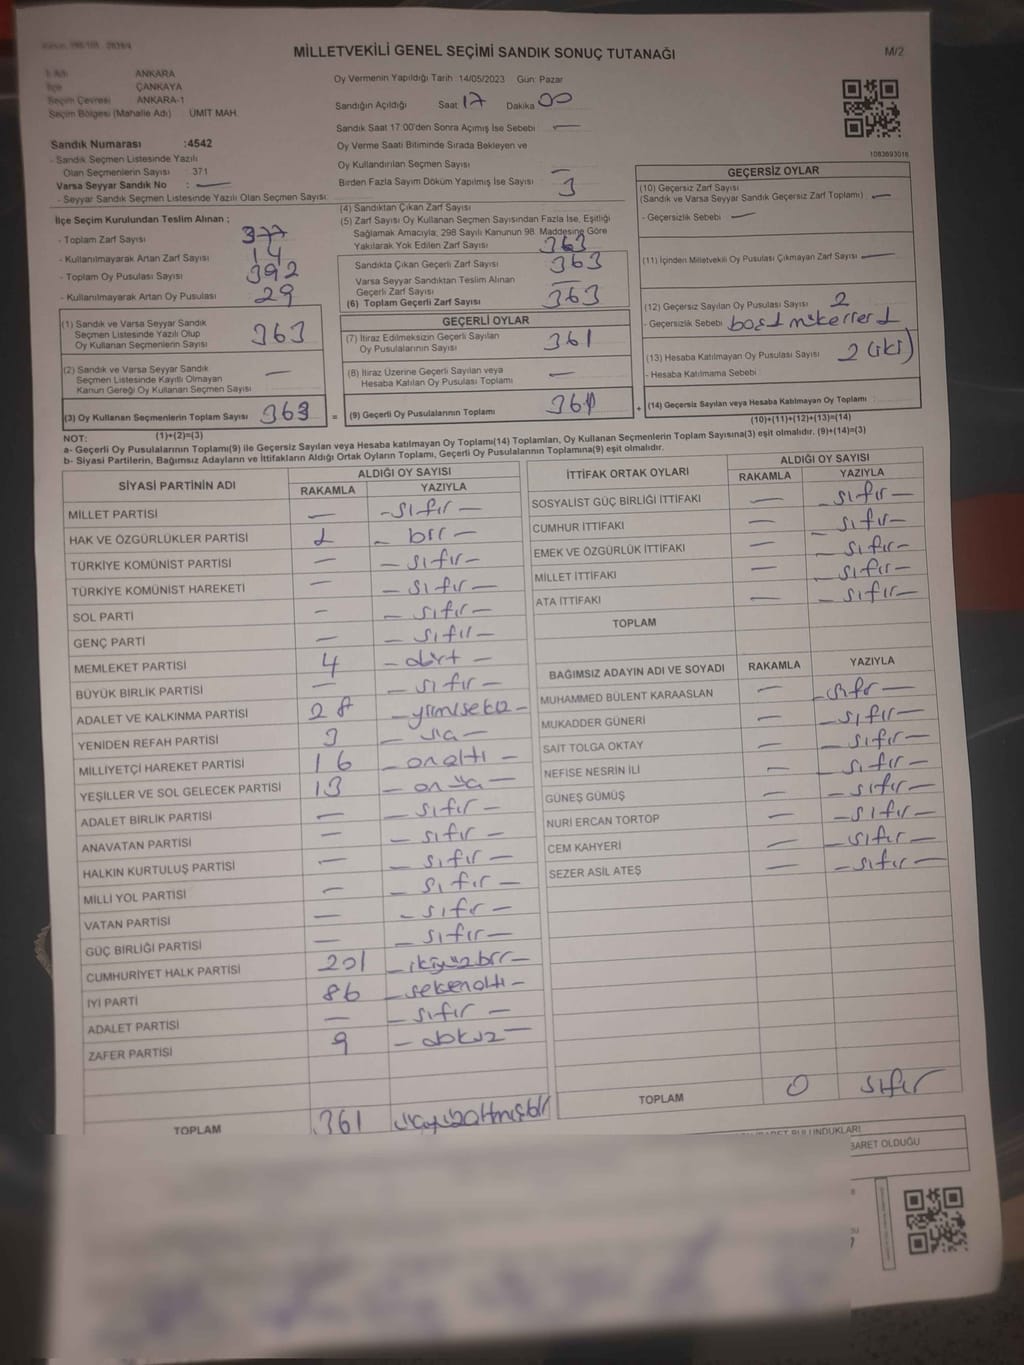 MİLLETVEKİLİ GENEL SEÇİMİ SANDIK SONUÇ TUTANAĞI
M/2
İl Adı ANKARA
İlçe ÇANKAYA
Seçim Çevresi ANKARA-1
Seçim Bölgesi (Mahalle Adı) ÜMİT MAH.
Sandık Numarası :4542
- Sandık Seçmen Listesinde Yazılı
Olan Seçmenlerin Sayısı : 371
Varsa Seyyar Sandık No : —
- Seyyar Sandık Seçmen Listesinde Yazılı Olan Seçmen Sayısı:
Oy Vermenin Yapıldığı Tarih :14/05/2023 Gün: Pazar
Sandığın Açıldığı Saat 17 Dakika 00
Sandık Saat 17:00'den Sonra Açımış İse Sebebi —
Oy Verme Saati Bitiminde Sırada Bekleyen ve
Oy Kullandırılan Seçmen Sayısı —
Birden Fazla Sayım Döküm Yapılmış İse Sayısı 3
1083693016
İlçe Seçim Kurulundan Teslim Alınan ;
- Toplam Zarf Sayısı 377
- Kullanılmayarak Artan Zarf Sayısı 14
- Toplam Oy Pusulası Sayısı 392
- Kullanılmayarak Artan Oy Pusulası 29
(1) Sandık ve Varsa Seyyar Sandık
Seçmen Listesinde Yazılı Olup
Oy Kullanan Seçmenlerin Sayısı 363
(2) Sandık ve Varsa Seyyar Sandık
Seçmen Listesinde Kayıtlı Olmayan
Kanun Gereği Oy Kullanan Seçmen Sayısı —
(3) Oy Kullanan Seçmenlerin Toplam Sayısı 363
(1)+(2)=(3)
(4) Sandıktan Çıkan Zarf Sayısı
(5) Zarf Sayısı Oy Kullanan Seçmen Sayısından Fazla İse, Eşitliği
Sağlamak Amacıyla, 298 Sayılı Kanunun 98. Maddesine Göre
Yakılarak Yok Edilen Zarf Sayısı 363
Sandıkta Çıkan Geçerli Zarf Sayısı 363
Varsa Seyyar Sandıktan Teslim Alınan
Geçerli Zarf Sayısı —
(6) Toplam Geçerli Zarf Sayısı 363
GEÇERLİ OYLAR
(7) İtiraz Edilmeksizin Geçerli Sayılan
Oy Pusulalarının Sayısı 361
(8) İtiraz Üzerine Geçerli Sayılan veya
Hesaba Katılan Oy Pusulası Toplamı —
= (9) Geçerli Oy Pusulalarının Toplamı 361
GEÇERSİZ OYLAR
(10) Geçersiz Zarf Sayısı
(Sandık ve Varsa Seyyar Sandık Geçersiz Zarf Toplamı) —
- Geçersizlik Sebebi —
(11) İçinden Milletvekili Oy Pusulası Çıkmayan Zarf Sayısı —
(12) Geçersiz Sayılan Oy Pusulası Sayısı 2
- Geçersizlik Sebebi boş1 mükerrer1
(13) Hesaba Katılmayan Oy Pusulası Sayısı 2 (iki)
- Hesaba Katılmama Sebebi
+ (14) Geçersiz Sayılan veya Hesaba Katılmayan Oy Toplamı
(10)+(11)+(12)+(13)=(14)
NOT:
a- Geçerli Oy Pusulalarının Toplamı(9) ile Geçersiz Sayılan veya Hesaba katılmayan Oy Toplamı(14) Toplamları, Oy Kullanan Seçmenlerin Toplam Sayısına(3) eşit olmalıdır. (9)+(14)=(3)
b- Siyasi Partilerin, Bağımsız Adayların ve İttifakların Aldığı Ortak Oyların Toplamı, Geçerli Oy Pusulalarının Toplamına(9) eşit olmalıdır.
SİYASİ PARTİNİN ADI
ALDIĞI OY SAYISI
RAKAMLA YAZIYLA
MİLLET PARTİSİ — - sıfır —
HAK VE ÖZGÜRLÜKLER PARTİSİ 1 - bir —
TÜRKİYE KOMÜNİST PARTİSİ — - sıfır —
TÜRKİYE KOMÜNİST HAREKETİ — - sıfır —
SOL PARTİ — - sıfır —
GENÇ PARTİ — - sıfır —
MEMLEKET PARTİSİ 4 - dört —
BÜYÜK BİRLİK PARTİSİ — - sıfır —
ADALET VE KALKINMA PARTİSİ 28 - yirmisekiz -
YENİDEN REFAH PARTİSİ 3 - üç —
MİLLİYETÇİ HAREKET PARTİSİ 16 - onaltı —
YEŞİLLER VE SOL GELECEK PARTİSİ 13 - onüç —
ADALET BİRLİK PARTİSİ — - sıfır —
ANAVATAN PARTİSİ — - sıfır —
HALKIN KURTULUŞ PARTİSİ — - sıfır —
MİLLİ YOL PARTİSİ — - sıfır —
VATAN PARTİSİ — - sıfır —
GÜÇ BİRLİĞİ PARTİSİ — - sıfır —
CUMHURİYET HALK PARTİSİ 201 - ikiyüzbir —
İYİ PARTİ 86 - seksenaltı -
ADALET PARTİSİ — - sıfır —
ZAFER PARTİSİ 9 - dokuz —
TOPLAM 361 üçyüzaltmışbir
İTTİFAK ORTAK OYLARI
ALDIĞI OY SAYISI
RAKAMLA YAZIYLA
SOSYALİST GÜÇ BİRLİĞİ İTTİFAKI — - sıfır —
CUMHUR İTTİFAKI — - sıfır —
EMEK VE ÖZGÜRLÜK İTTİFAKI — - sıfır -
MİLLET İTTİFAKI — - sıfır —
ATA İTTİFAKI — - sıfır —
TOPLAM
BAĞIMSIZ ADAYIN ADI VE SOYADI RAKAMLA YAZIYLA
MUHAMMED BÜLENT KARAASLAN — - sıfır —
MUKADDER GÜNERİ — - sıfır —
SAİT TOLGA OKTAY — - sıfır —
NEFİSE NESRİN İLİ — - sıfır —
GÜNEŞ GÜMÜŞ — - sıfır —
NURİ ERCAN TORTOP — - sıfır —
CEM KAHYERİ — - sıfır —
SEZER ASİL ATEŞ — - sıfır —
TOPLAM 0 sıfır
BULUNDUKLARI
OLDUĞU